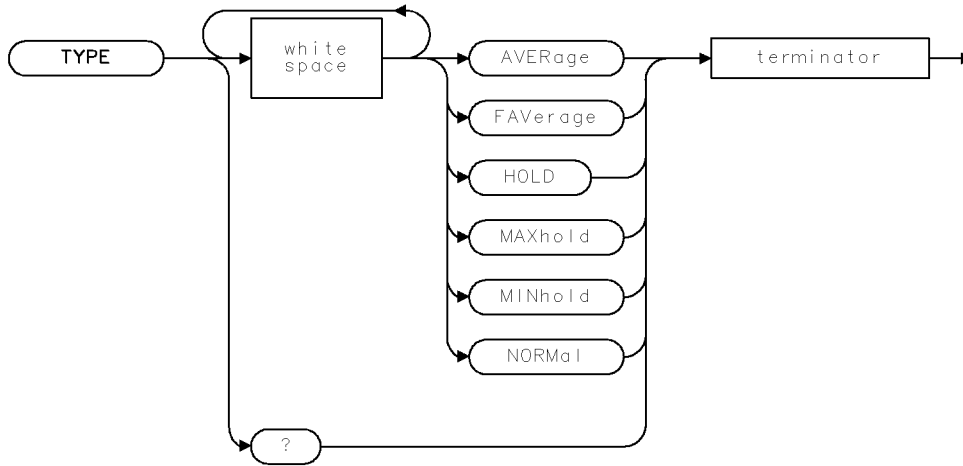 TYPE
white
space
AVERage
FAVerage
HOLD
MAXhold
MINhold
NORMal
?
terminator